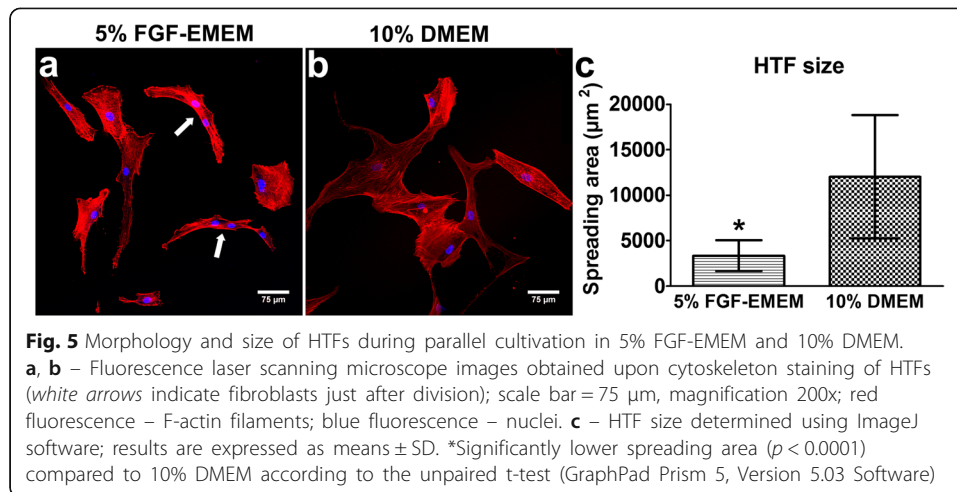 5% FGF-EMEM
10% DMEM
a
b
c
75 µm
75 µm
HTF size
Spreading area (µm ²)
20000
15000
10000
5000
0
*
5% FGF-EMEM
10% DMEM
Fig. 5 Morphology and size of HTFs during parallel cultivation in 5% FGF-EMEM and 10% DMEM.
a, b – Fluorescence laser scanning microscope images obtained upon cytoskeleton staining of HTFs
(white arrows indicate fibroblasts just after division); scale bar = 75 μm, magnification 200x; red
fluorescence – F-actin filaments; blue fluorescence – nuclei. c – HTF size determined using ImageJ
software; results are expressed as means ± SD. *Significantly lower spreading area (p < 0.0001)
compared to 10% DMEM according to the unpaired t-test (GraphPad Prism 5, Version 5.03 Software)